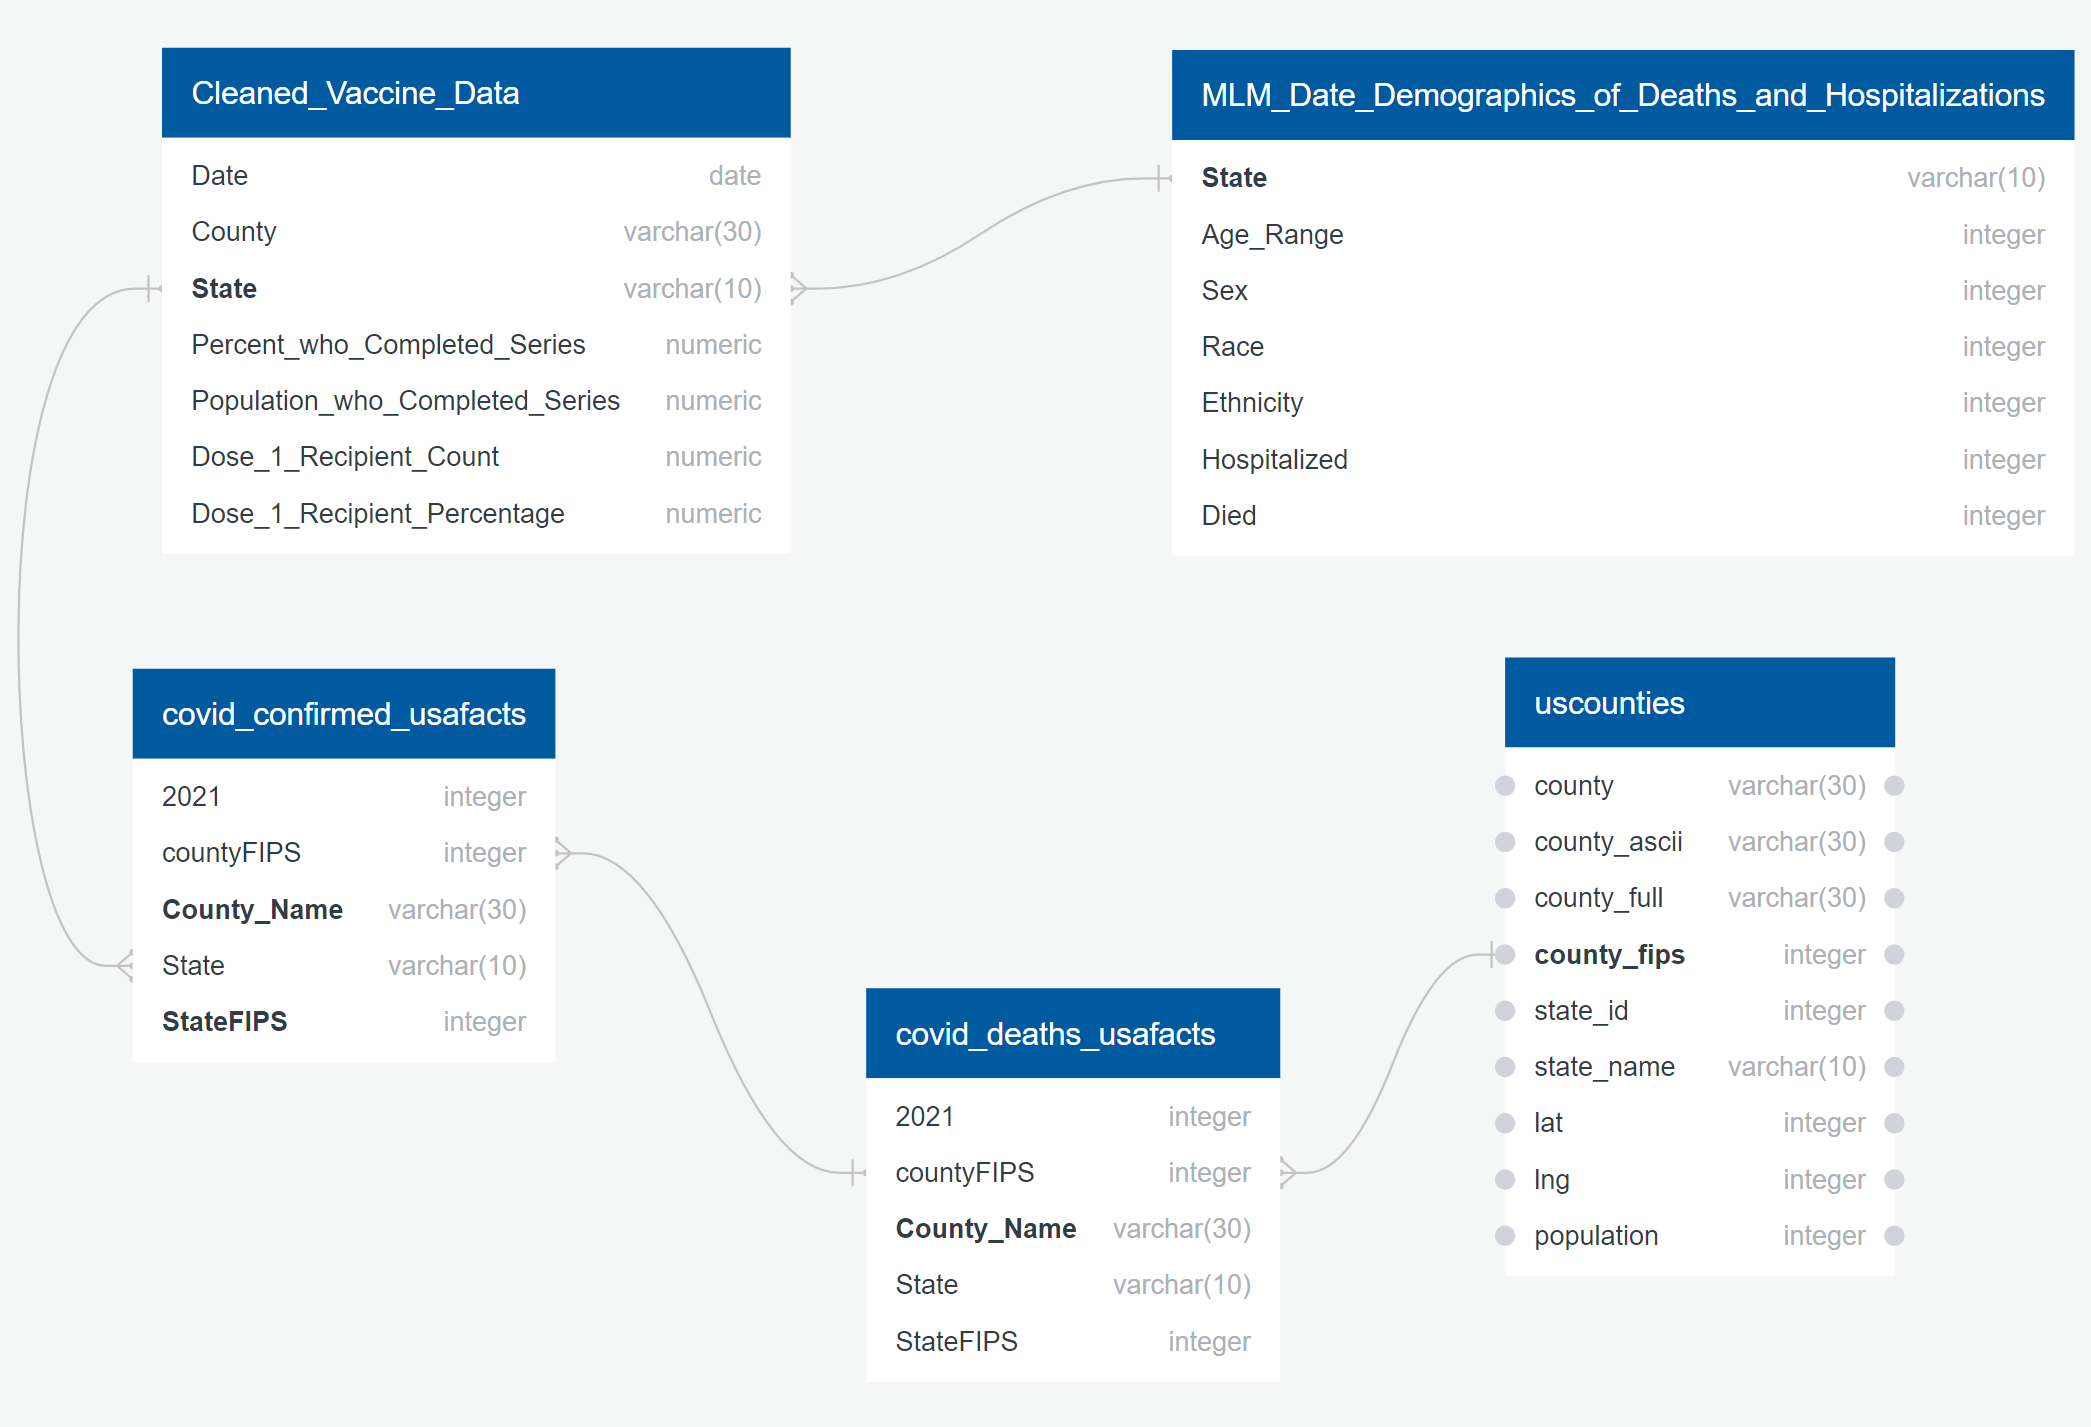 Cleaned_Vaccine_Data
Date date
County varchar(30)
State varchar(10)
Percent_who_Completed_Series numeric
Population_who_Completed_Series numeric
Dose_1_Recipient_Count numeric
Dose_1_Recipient_Percentage numeric
MLM_Date_Demographics_of_Deaths_and_Hospitalizations
State varchar(10)
Age_Range integer
Sex integer
Race integer
Ethnicity integer
Hospitalized integer
Died integer
covid_confirmed_usafacts
2021 integer
countyFIPS integer
County_Name varchar(30)
State varchar(10)
StateFIPS integer
covid_deaths_usafacts
2021 integer
countyFIPS integer
County_Name varchar(30)
State varchar(10)
StateFIPS integer
uscounties
county varchar(30)
county_ascii varchar(30)
county_full varchar(30)
county_fips integer
state_id integer
state_name varchar(10)
lat integer
lng integer
population integer